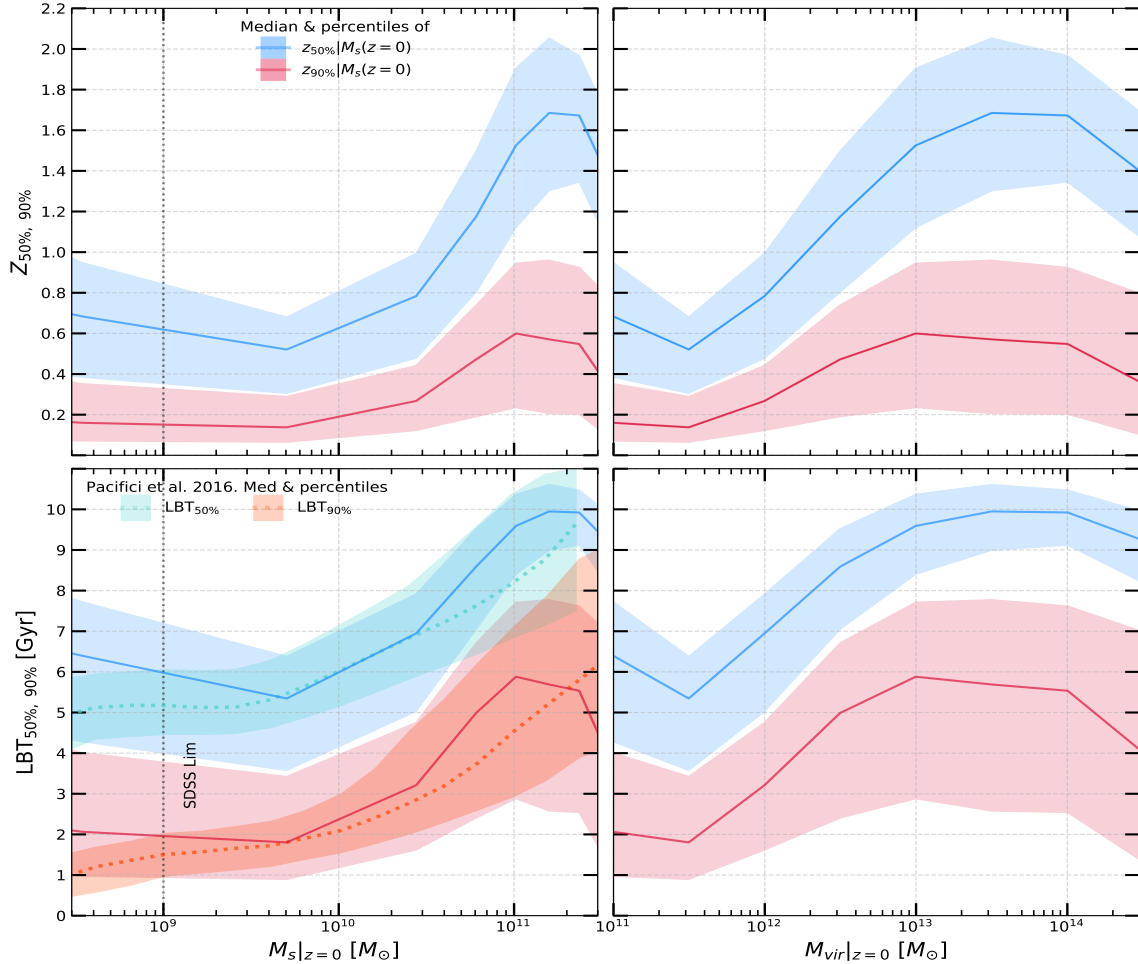 Median & percentiles of
z50%|Ms(z = 0)
z90%|Ms(z = 0)
2.2
2.0
1.8
1.6
1.4
1.2
1.0
0.8
0.6
0.4
0.2
Z50%, 90%
Pacifici et al. 2016. Med & percentiles
LBT50% LBT90%
10
9
8
7
6
5
4
3
2
1
0
LBT50%, 90% [Gyr]
SDSS Lim
10^9 10^10 10^11
Ms|z=0 [M⊙]
10^11 10^12 10^13 10^14
Mvir|z=0 [M⊙]